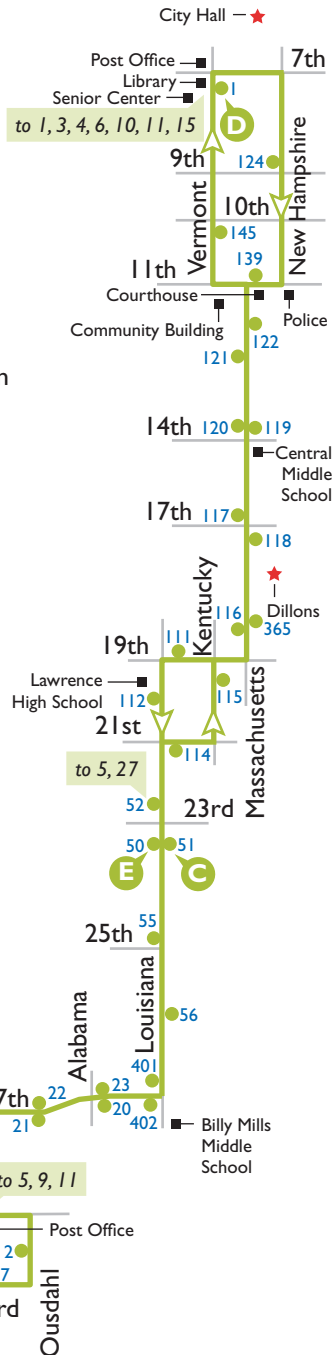 City Hall
Post Office
7th
Library
Senior Center
1
to 1, 3, 4, 6, 10, 11, 15
D
9th
124
New Hampshire
Vermont
10th
145
139
11th
Courthouse
Police
Community Building
122
121
h
14th
120
119
Central
Middle
School
17th
117
118
Kentucky
116
Dillons
365
19th
111
Lawrence
High School
112
115
Massachusetts
21st
114
to 5, 27
52
23rd
50
51
E
C
55
25th
Louisiana
56
Alabama
401
23
22
7th
20
21
402
Billy Mills
Middle
School
to 5, 9, 11
Post Office
2
7
rd
Ousdahl